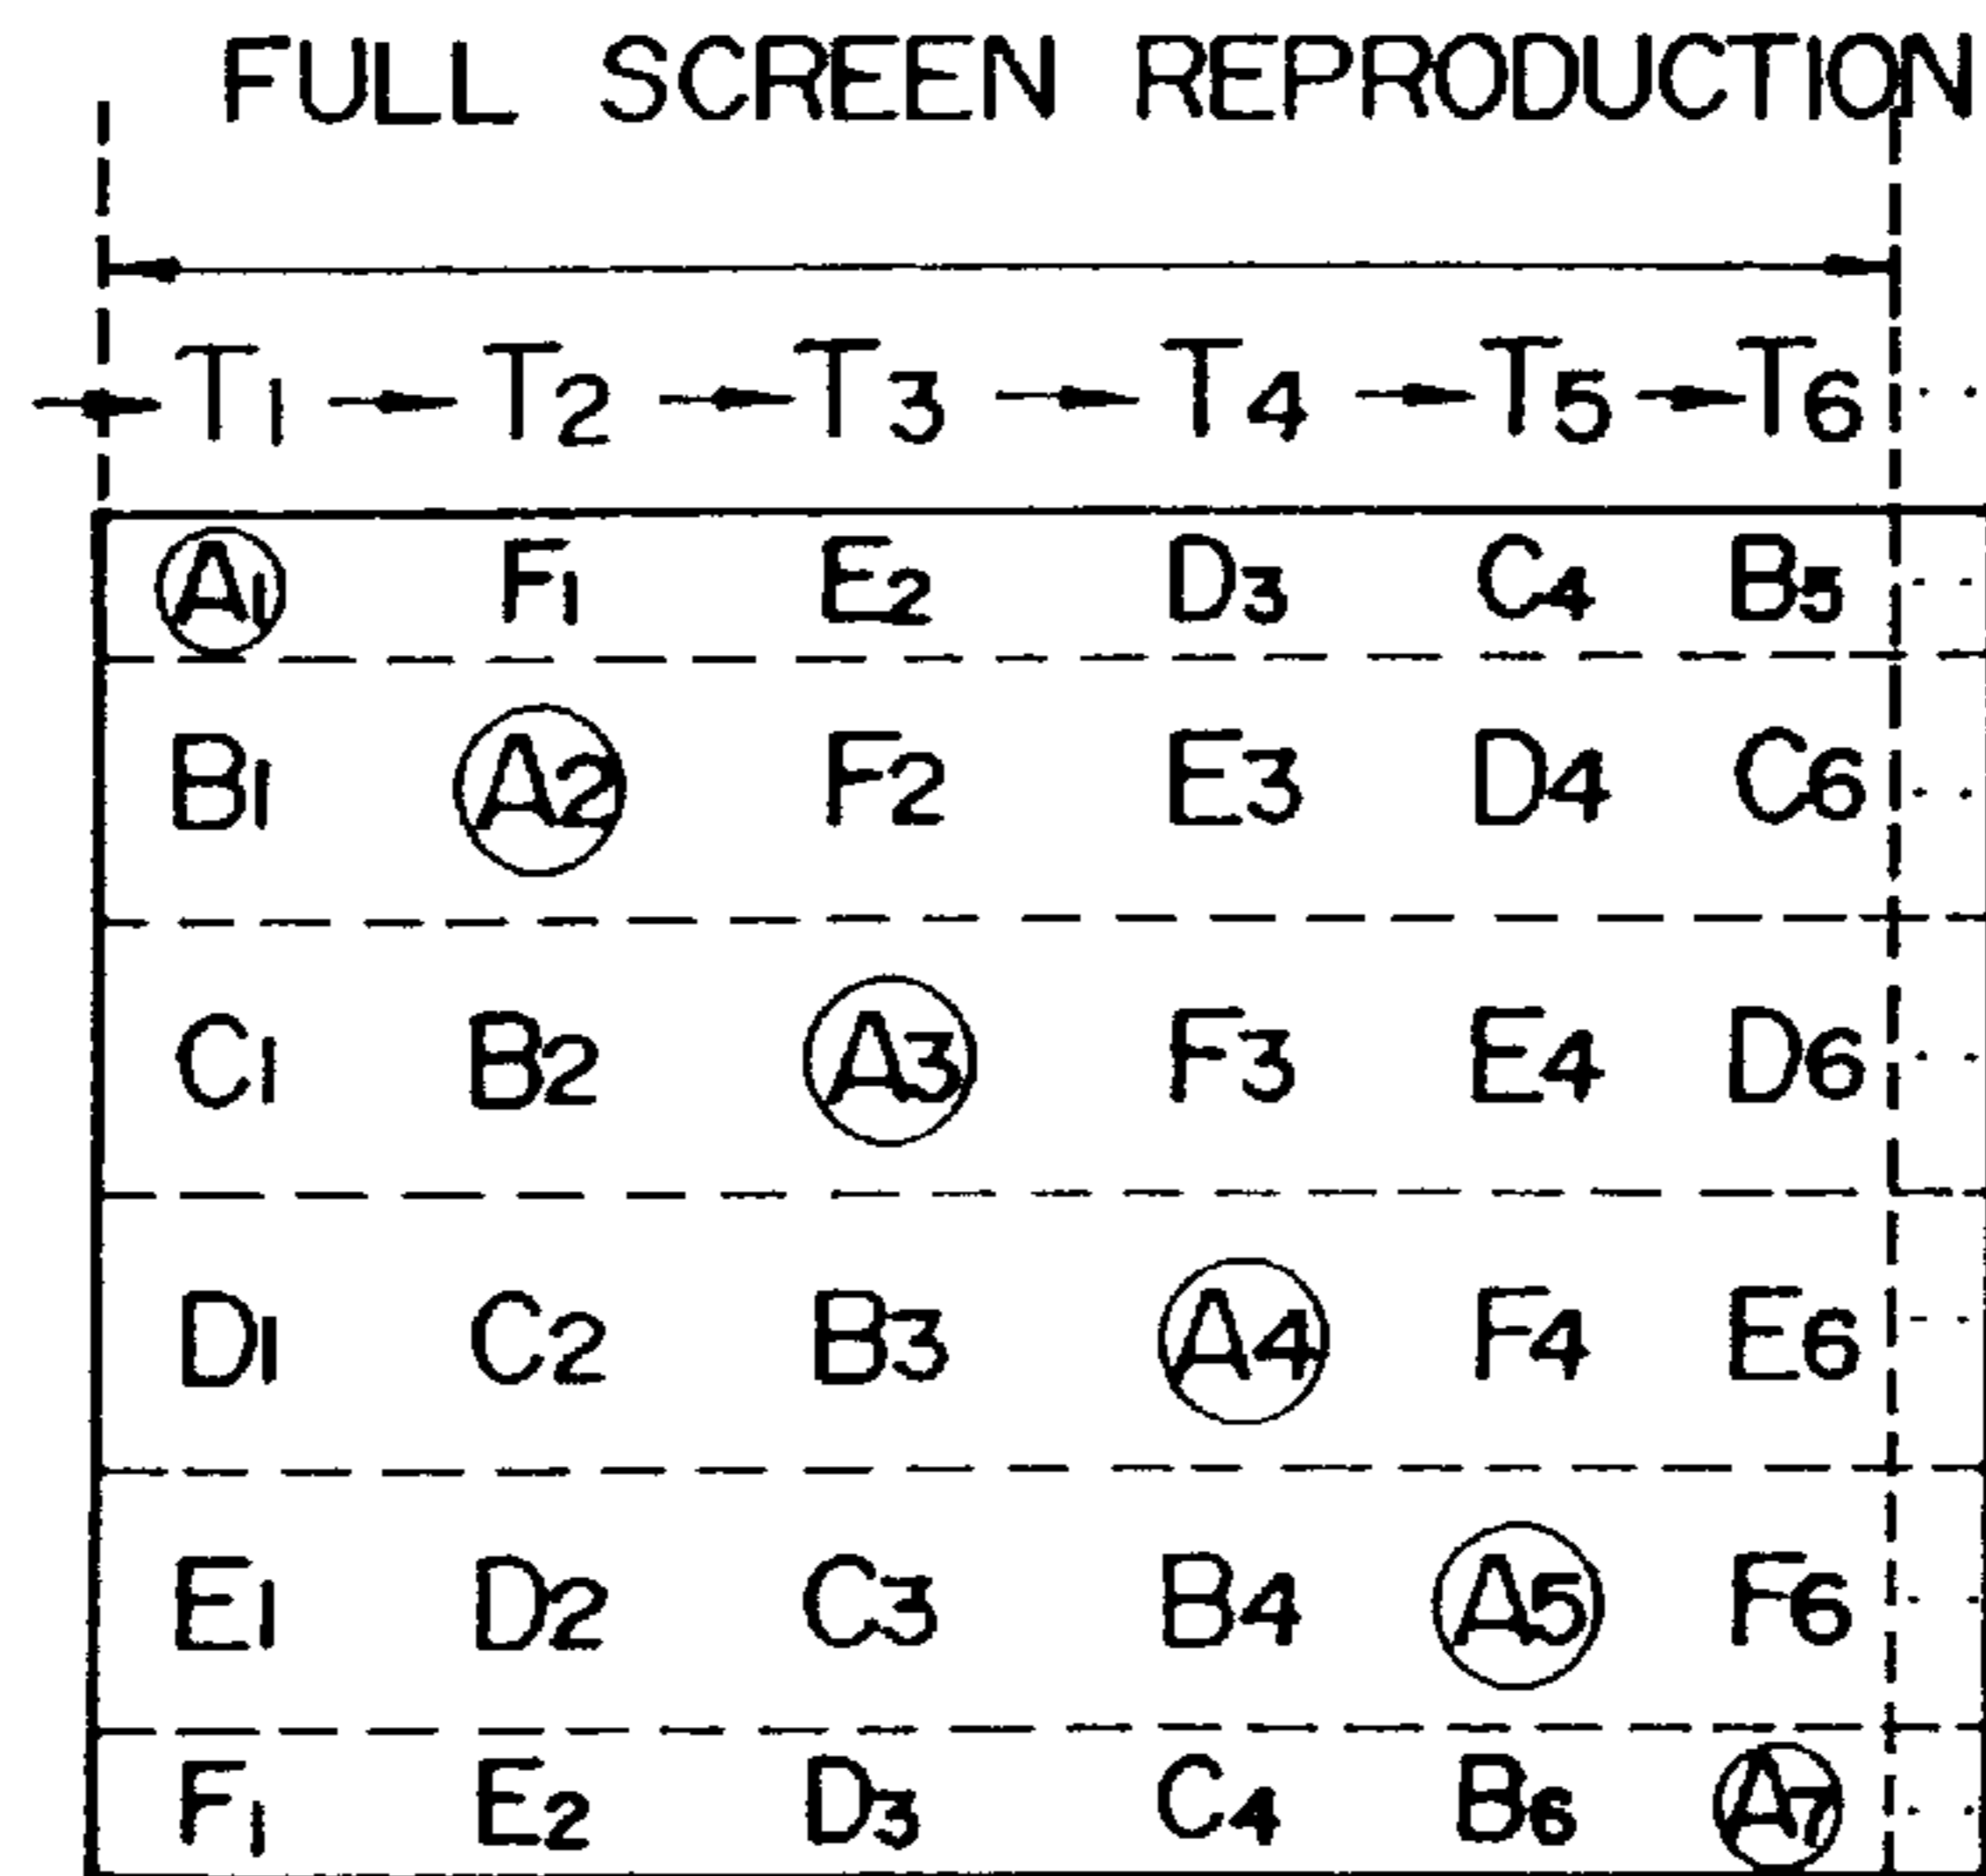 FULL SCREEN REPRODUCTION
T1 T2 T3 T4 T5 T6 ..
A1 F1 E2 D3 C4 B5 ..
B1 A2 F2 E3 D4 C6 ..
C1 B2 A3 F3 E4 D6 ..
D1 C2 B3 A4 F4 E6 ..
E1 D2 C3 B4 A5 F6 ..
F1 E2 D3 C4 B6 A7 ..